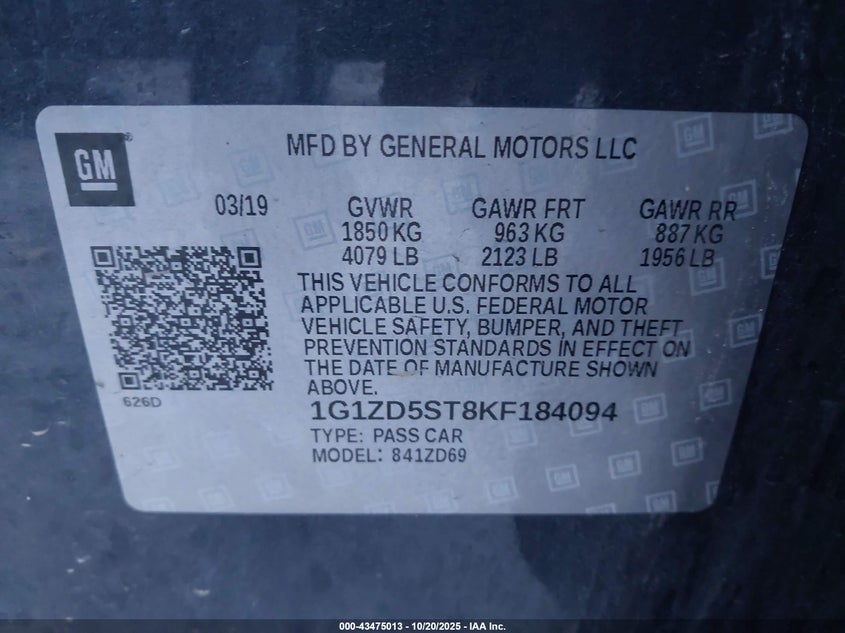 GM
MFD BY GENERAL MOTORS LLC
03/19 GVWR GAWR FRT GAWR RR
1850 KG 963 KG 887 KG
4079 LB 2123 LB 1956 LB
THIS VEHICLE CONFORMS TO ALL
APPLICABLE U.S. FEDERAL MOTOR
VEHICLE SAFETY, BUMPER, AND THEFT
PREVENTION STANDARDS IN EFFECT ON
THE DATE OF MANUFACTURE SHOWN
ABOVE.
626D
1G1ZD5ST8KF184094
TYPE: PASS CAR
MODEL: 841ZD69
000-43475013 - 10/20/2025 - IAA Inc.